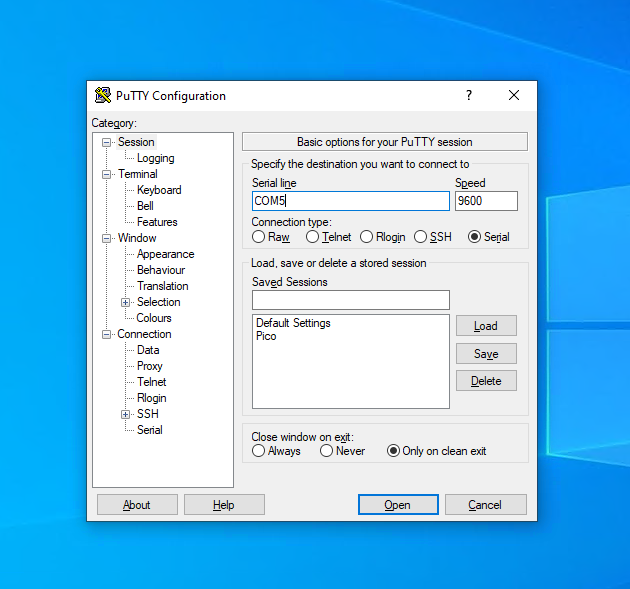 PuTTY Configuration
?
Category:
Session
Logging
Terminal
Keyboard
Bell
Features
Window
Appearance
Behaviour
Translation
Selection
Colours
Connection
Data
Proxy
Telnet
Rlogin
SSH
Serial
Basic options for your PuTTY session
Specify the destination you want to connect to
Serial line Speed
COM5 9600
Connection type:
Raw Telnet Rlogin SSH Serial
Load, save or delete a stored session
Saved Sessions
Default Settings
Pico
Load
Save
Delete
Close window on exit:
Always Never Only on clean exit
About Help Open Cancel